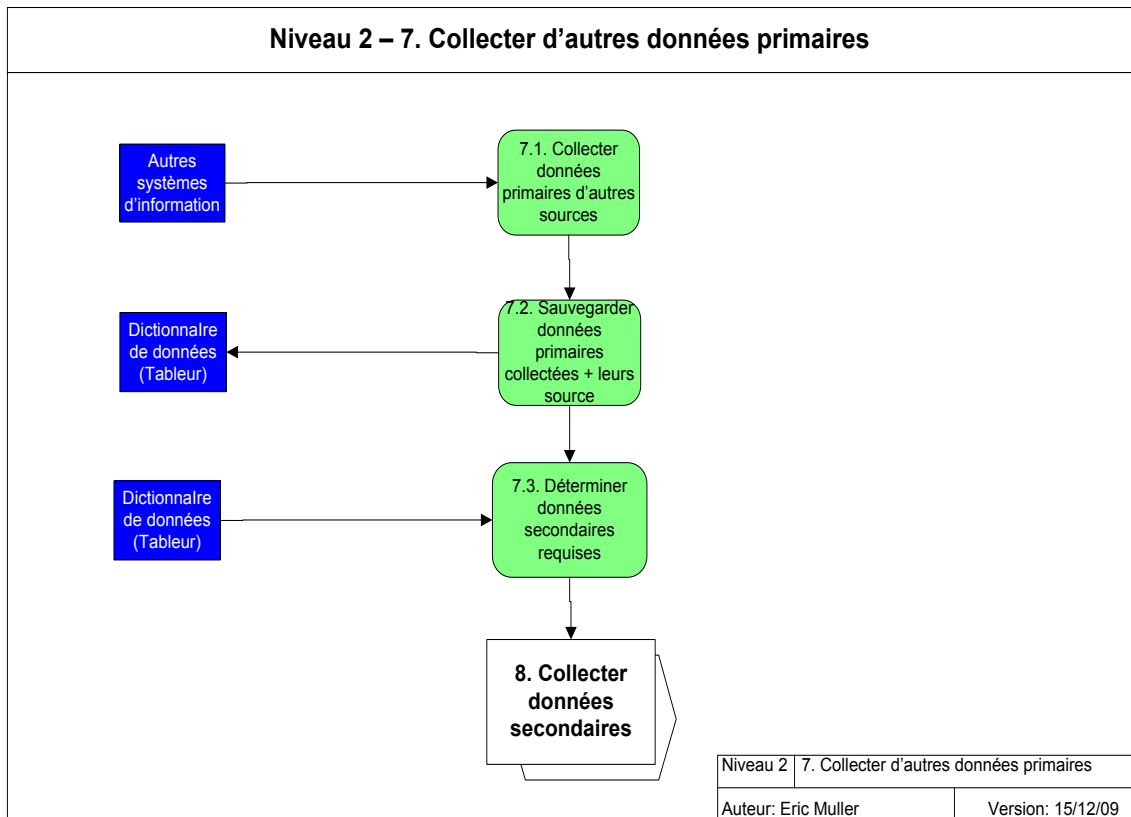 Niveau 2 – 7. Collecter d’autres données primaires
Autres
systèmes
d’information
7.1. Collecter
données
primaires d’autres
sources
7.2. Sauvegarder
données
primaires
collectées + leurs
source
DictionnaIre
de données
(Tableur)
7.3. Déterminer
données
secondaires
requises
DictionnaIre
de données
(Tableur)
8. Collecter
données
secondaires
Niveau 2 7. Collecter d’autres données primaires
Auteur: Eric Muller Version: 15/12/09